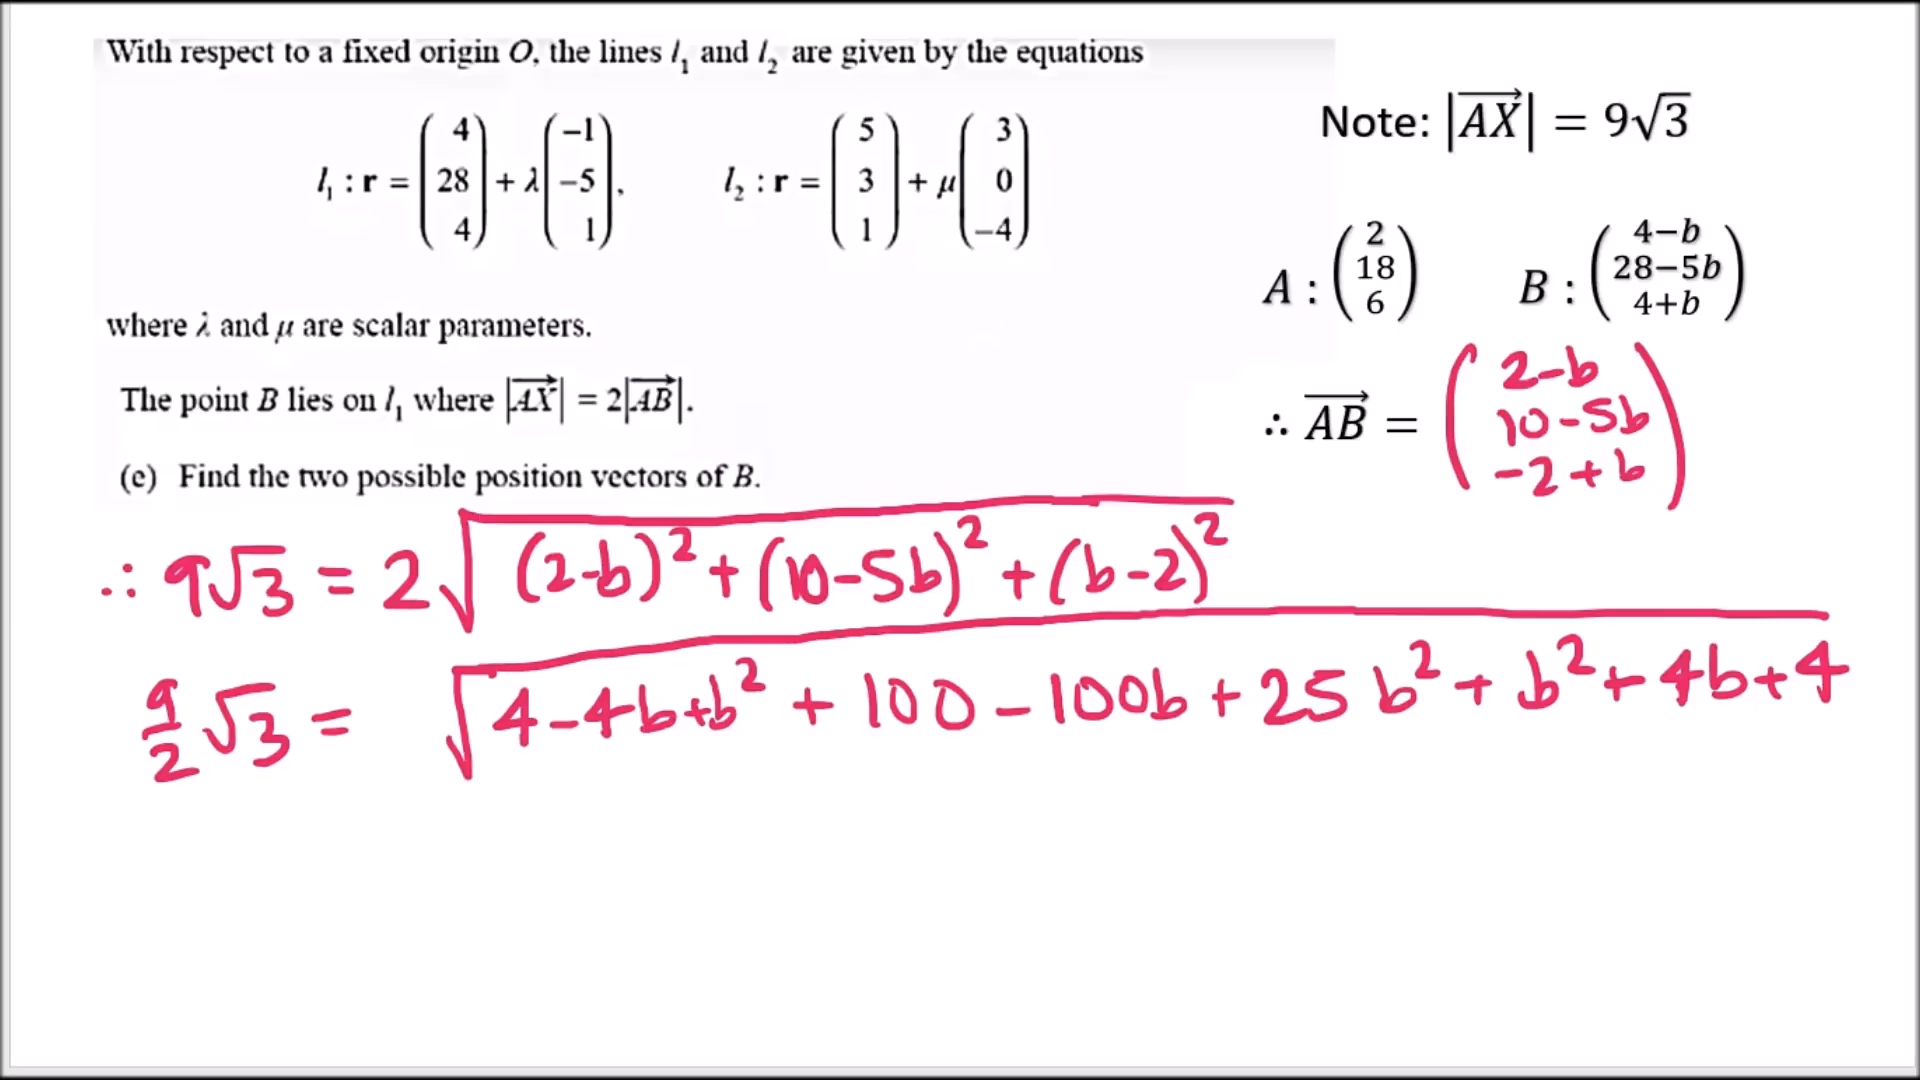 With respect to a fixed origin O, the lines l₁ and l₂ are given by the equations
l₁ : r = (4 28 4) + λ(−1 −5 1), l₂ : r = (5 3 1) + μ(3 0 −4)
where λ and μ are scalar parameters.
The point B lies on l₁ where |AX⃗| = 2|AB⃗|.
(e) Find the two possible position vectors of B.
Note: |AX⃗| = 9√3
A : (2 18 6) B : (4−b 28−5b 4+b)
∴ AB⃗ = (2-b 10-5b -2+b)
∴ 9√3 = 2√((2-b)² + (10-5b)² + (b-2)²)
9/2 √3 = √(4-4b+b² + 100 - 100b + 25b² + b² + 4b + 4)